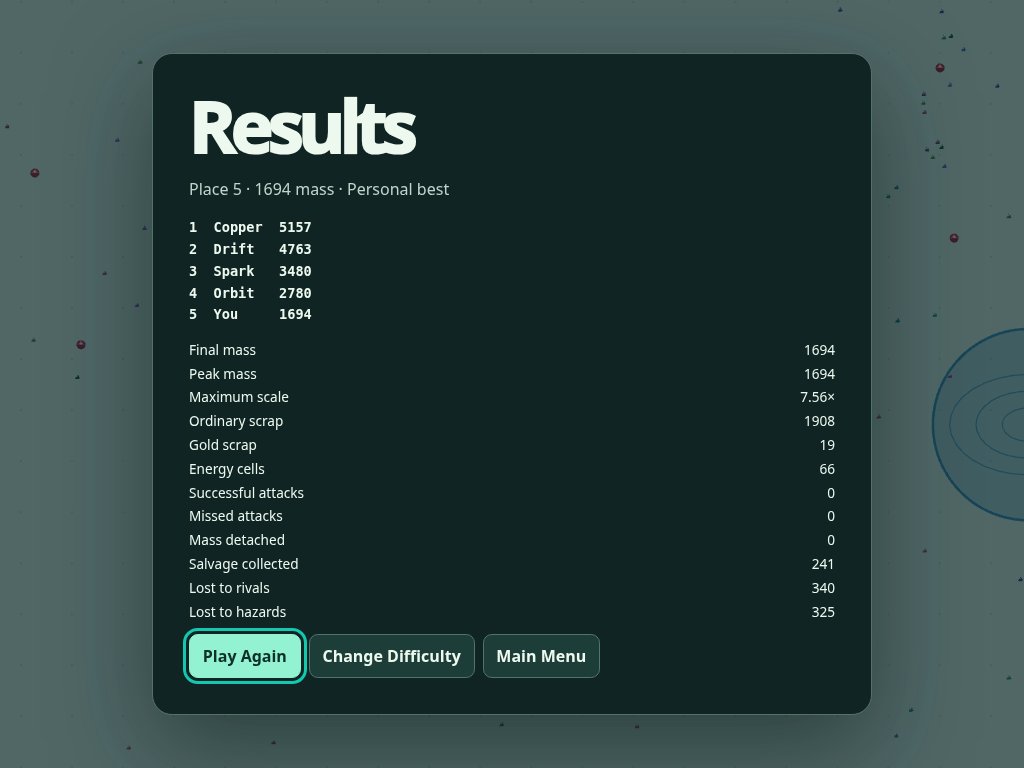 Results
Place 5 · 1694 mass · Personal best
1 Copper 5157
2 Drift 4763
3 Spark 3480
4 Orbit 2780
5 You 1694
Final mass 1694
Peak mass 1694
Maximum scale 7.56×
Ordinary scrap 1908
Gold scrap 19
Energy cells 66
Successful attacks 0
Missed attacks 0
Mass detached 0
Salvage collected 241
Lost to rivals 340
Lost to hazards 325
Play Again Change Difficulty Main Menu